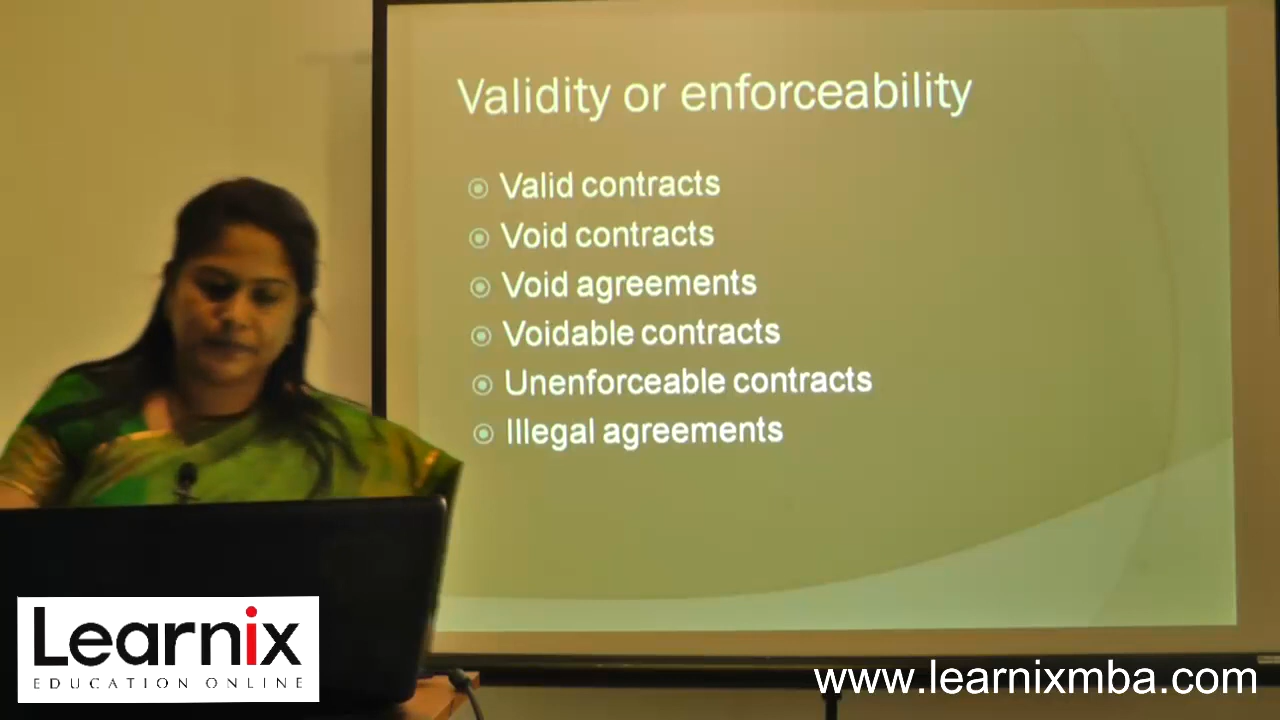 Validity or enforceability
Valid contracts
Void contracts
Void agreements
Voidable contracts
Unenforceable contracts
Illegal agreements
Learnix
EDUCATION ONLINE
www.learnixmba.com